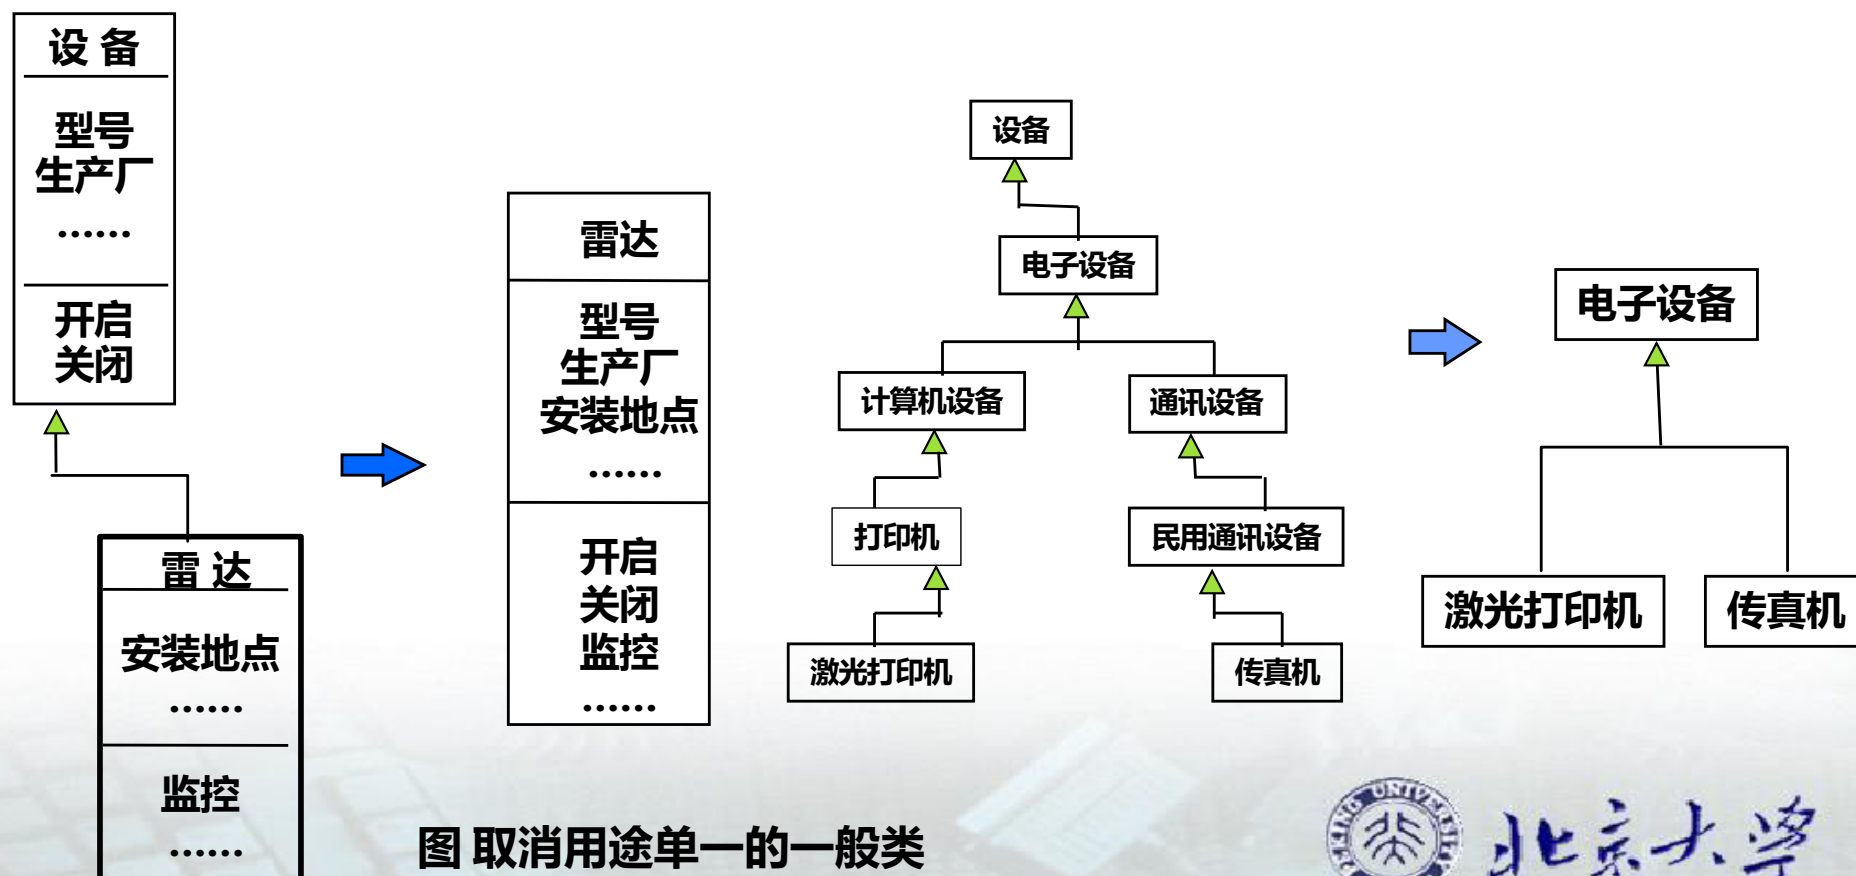 设 备
型号
生产厂
……
开启
关闭
雷 达
安装地点
……
监控
……
雷达
型号
生产厂
安装地点
……
开启
关闭
监控
……
设备
电子设备
计算机设备
通讯设备
打印机
民用通讯设备
激光打印机
传真机
电子设备
激光打印机
传真机
图 取消用途单一的一般类
北京大学